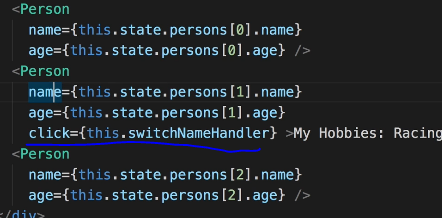 <Person
name={this.state.persons[0].name}
age={this.state.persons[0].age} />
<Person
name={this.state.persons[1].name}
age={this.state.persons[1].age}
click={this.switchNameHandler} >My Hobbies: Racing
<Person
name={this.state.persons[2].name}
age={this.state.persons[2].age} />
</div>